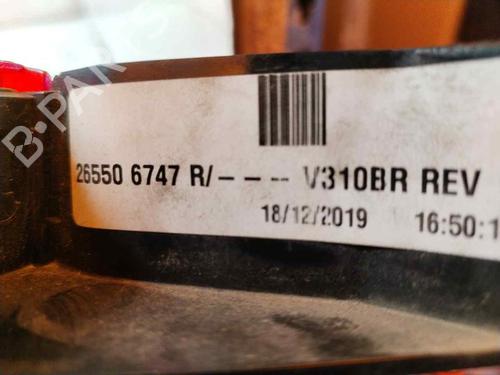 B-PARTS
26550 6747 R/---- V310BR REV
18/12/2019 16:50:1